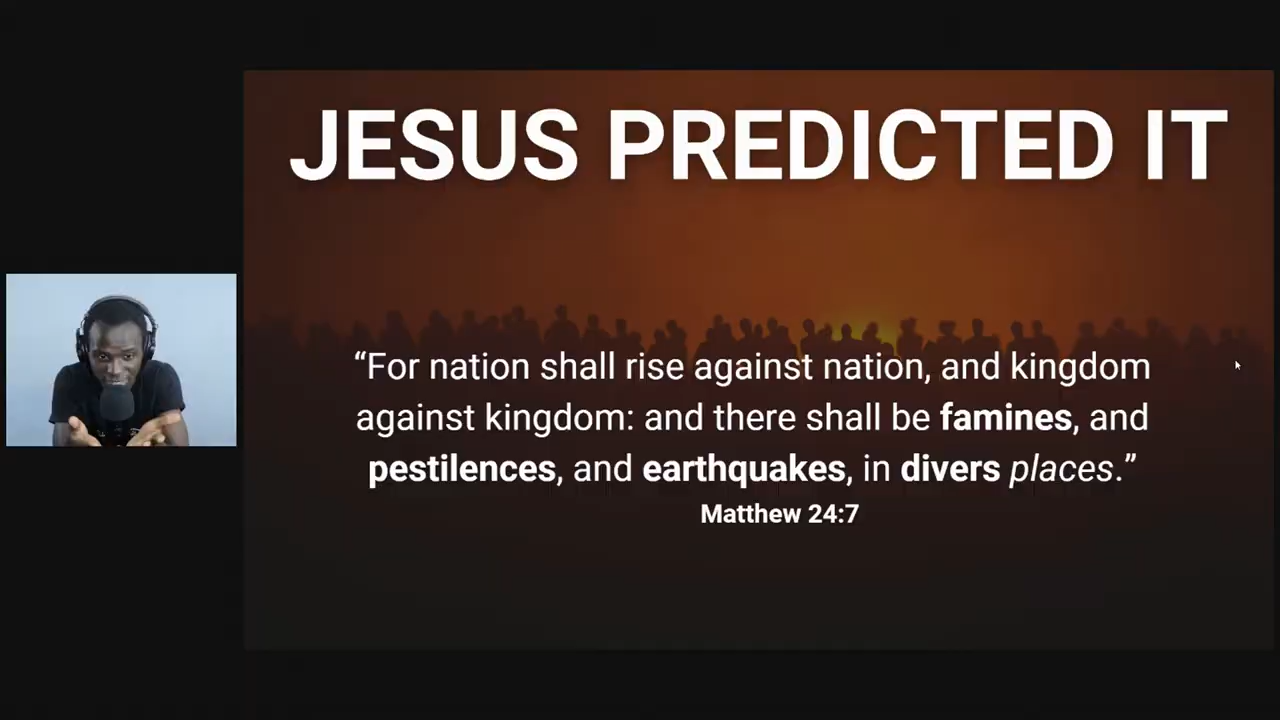 JESUS PREDICTED IT
“For nation shall rise against nation, and kingdom
against kingdom: and there shall be famines, and
pestilences, and earthquakes, in divers places.”
Matthew 24:7